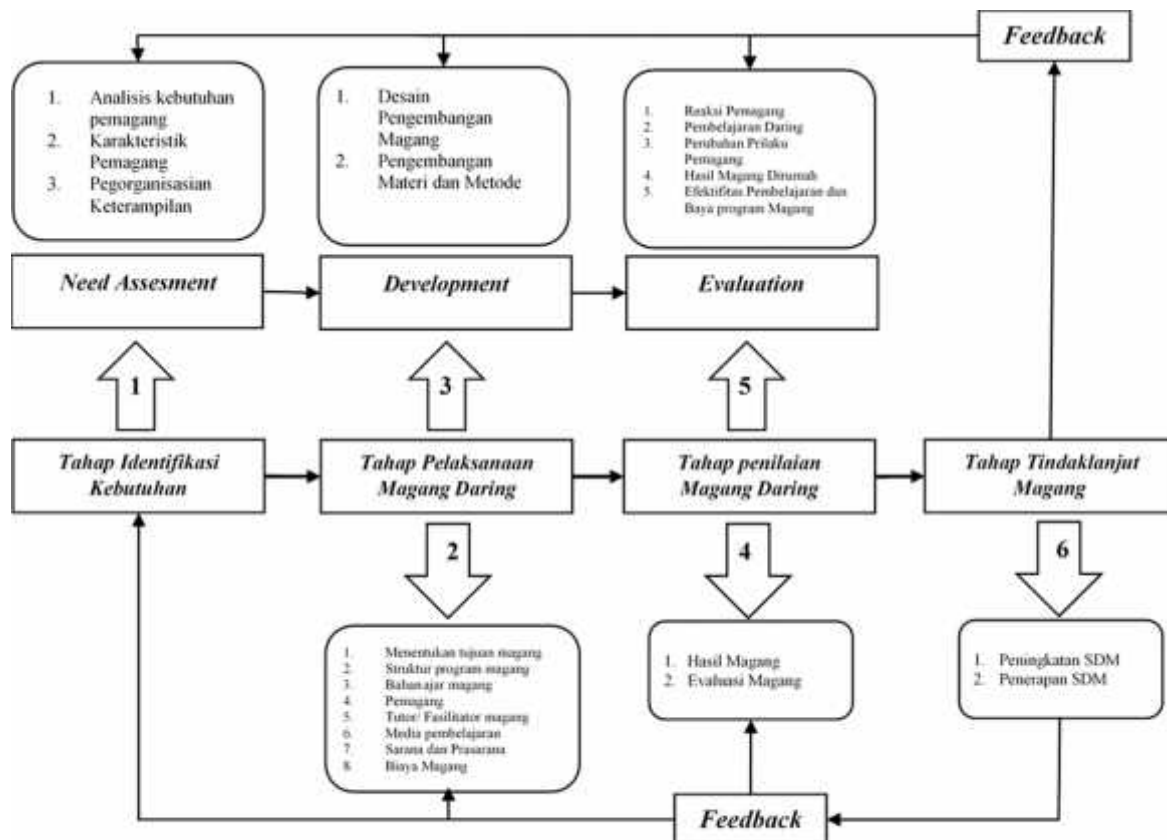 Feedback
1. Analisis kebutuhan
pemagang
2. Karakteristik
Pemagang
3. Pegorganisasian
Keterampilan
1. Desain
Pengembangan
Magang
2. Pengembangan
Materi dan Metode
1. Reaksi Pemagang
2. Pembelajaran Daring
3. Perubahan Prilaku
Pemagang
4. Hasil Magang Dirumah
5. Efektifitas Pembelajaran dan
Baya program Magang
Need Assesment
Development
Evaluation
1
3
5
Tahap Identifikasi
Kebutuhan
Tahap Pelaksanaan
Magang Daring
Tahap penilaian
Magang Daring
Tahap Tindaklanjut
Magang
2
4
6
1. Menentukan tujuan magang
2. Struktur program magang
3. Bahanajar magang
4. Pemagang
5. Tutor/ Fasilitator magang
6. Media pembelajaran
7. Sarana dan Prasarana
8. Biaya Magang
1. Hasil Magang
2. Evaluasi Magang
1. Peningkatan SDM
2. Penerapan SDM
Feedback